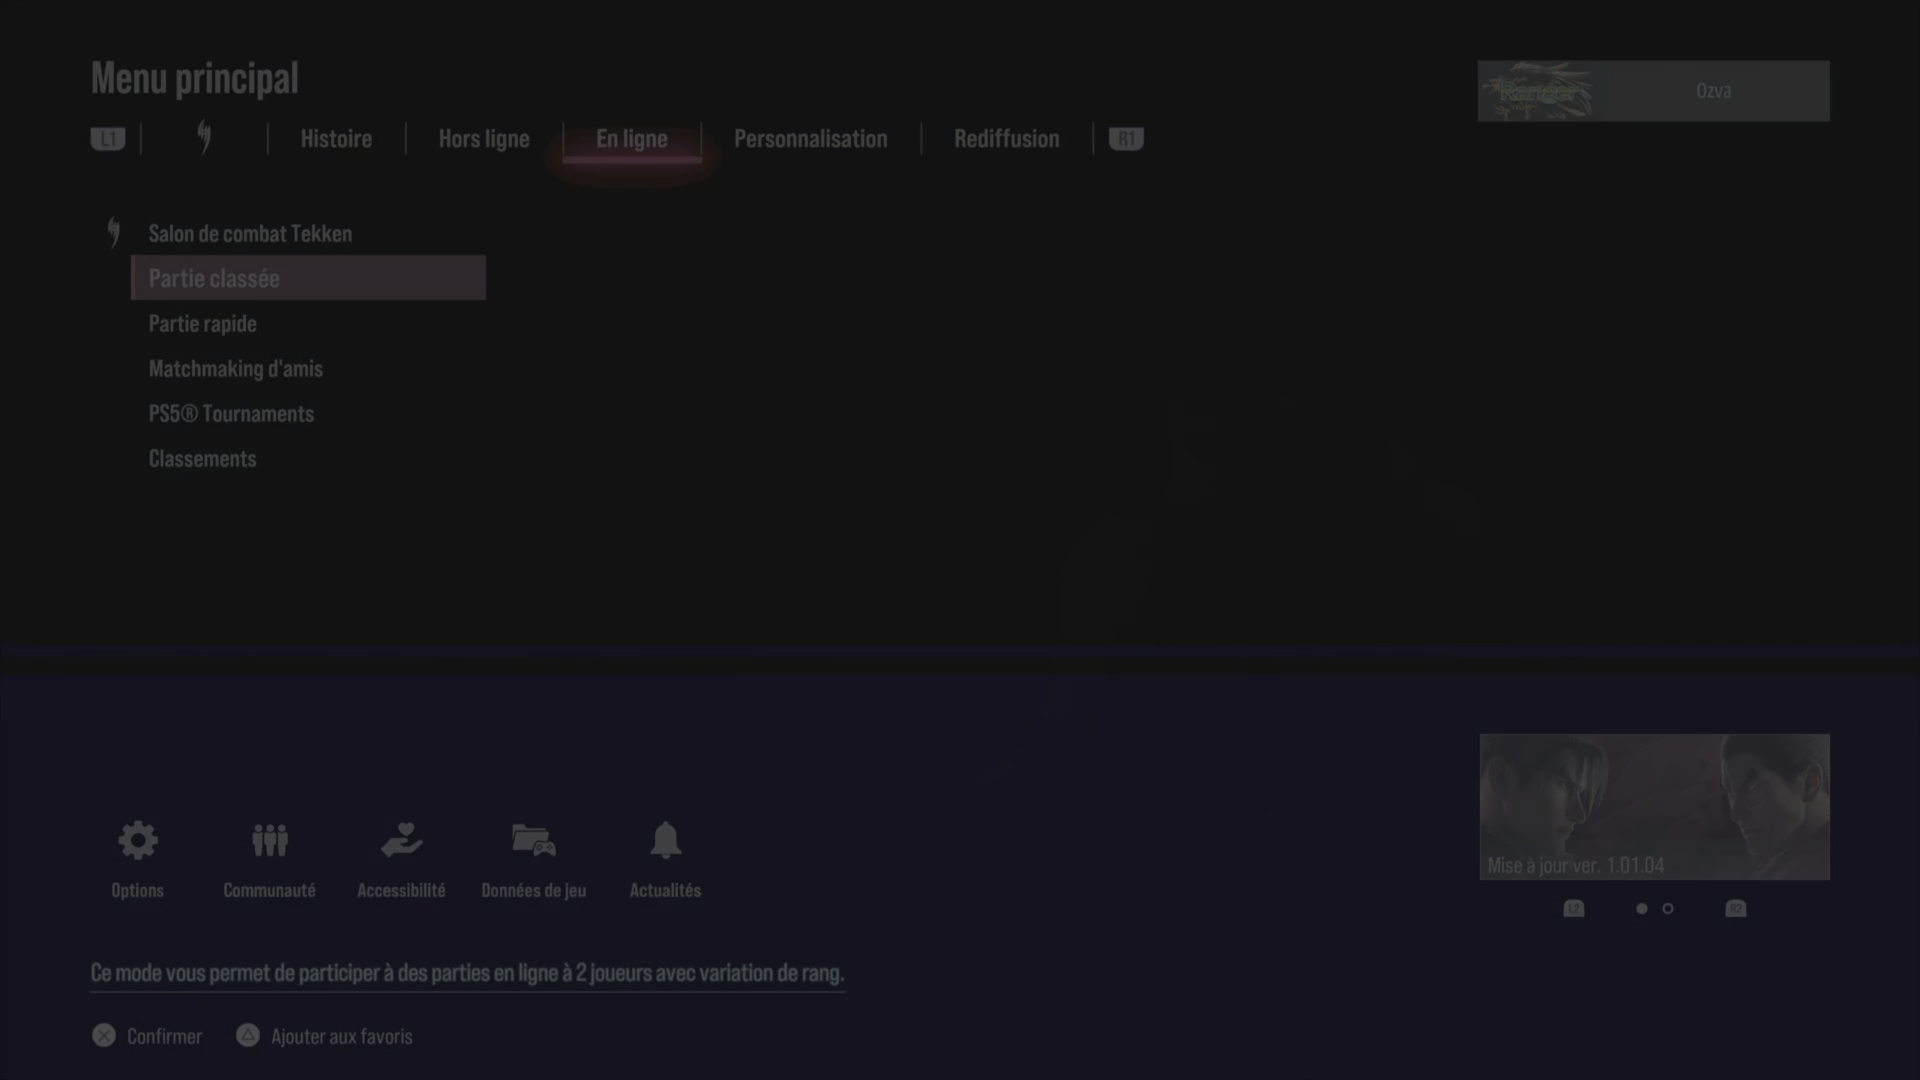 Menu principal
Ranger
Ozva
L1
Histoire
Hors ligne
En ligne
Personnalisation
Rediffusion
R1
Salon de combat Tekken
Partie classée
Partie rapide
Matchmaking d'amis
PS5® Tournaments
Classements
Mise à jour ver. 1.01.04
L2
R2
Options
Communauté
Accessibilité
Données de jeu
Actualités
Ce mode vous permet de participer à des parties en ligne à 2 joueurs avec variation de rang.
Confirmer
Ajouter aux favoris